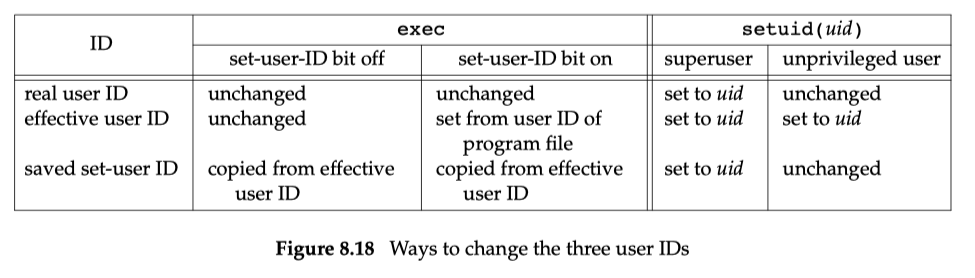 ID exec setuid(uid)
set-user-ID bit off set-user-ID bit on superuser unprivileged user
real user ID unchanged unchanged set to uid unchanged
effective user ID unchanged set from user ID of set to uid set to uid
program file
saved set-user ID copied from effective copied from effective set to uid unchanged
user ID user ID
Figure 8.18 Ways to change the three user IDs